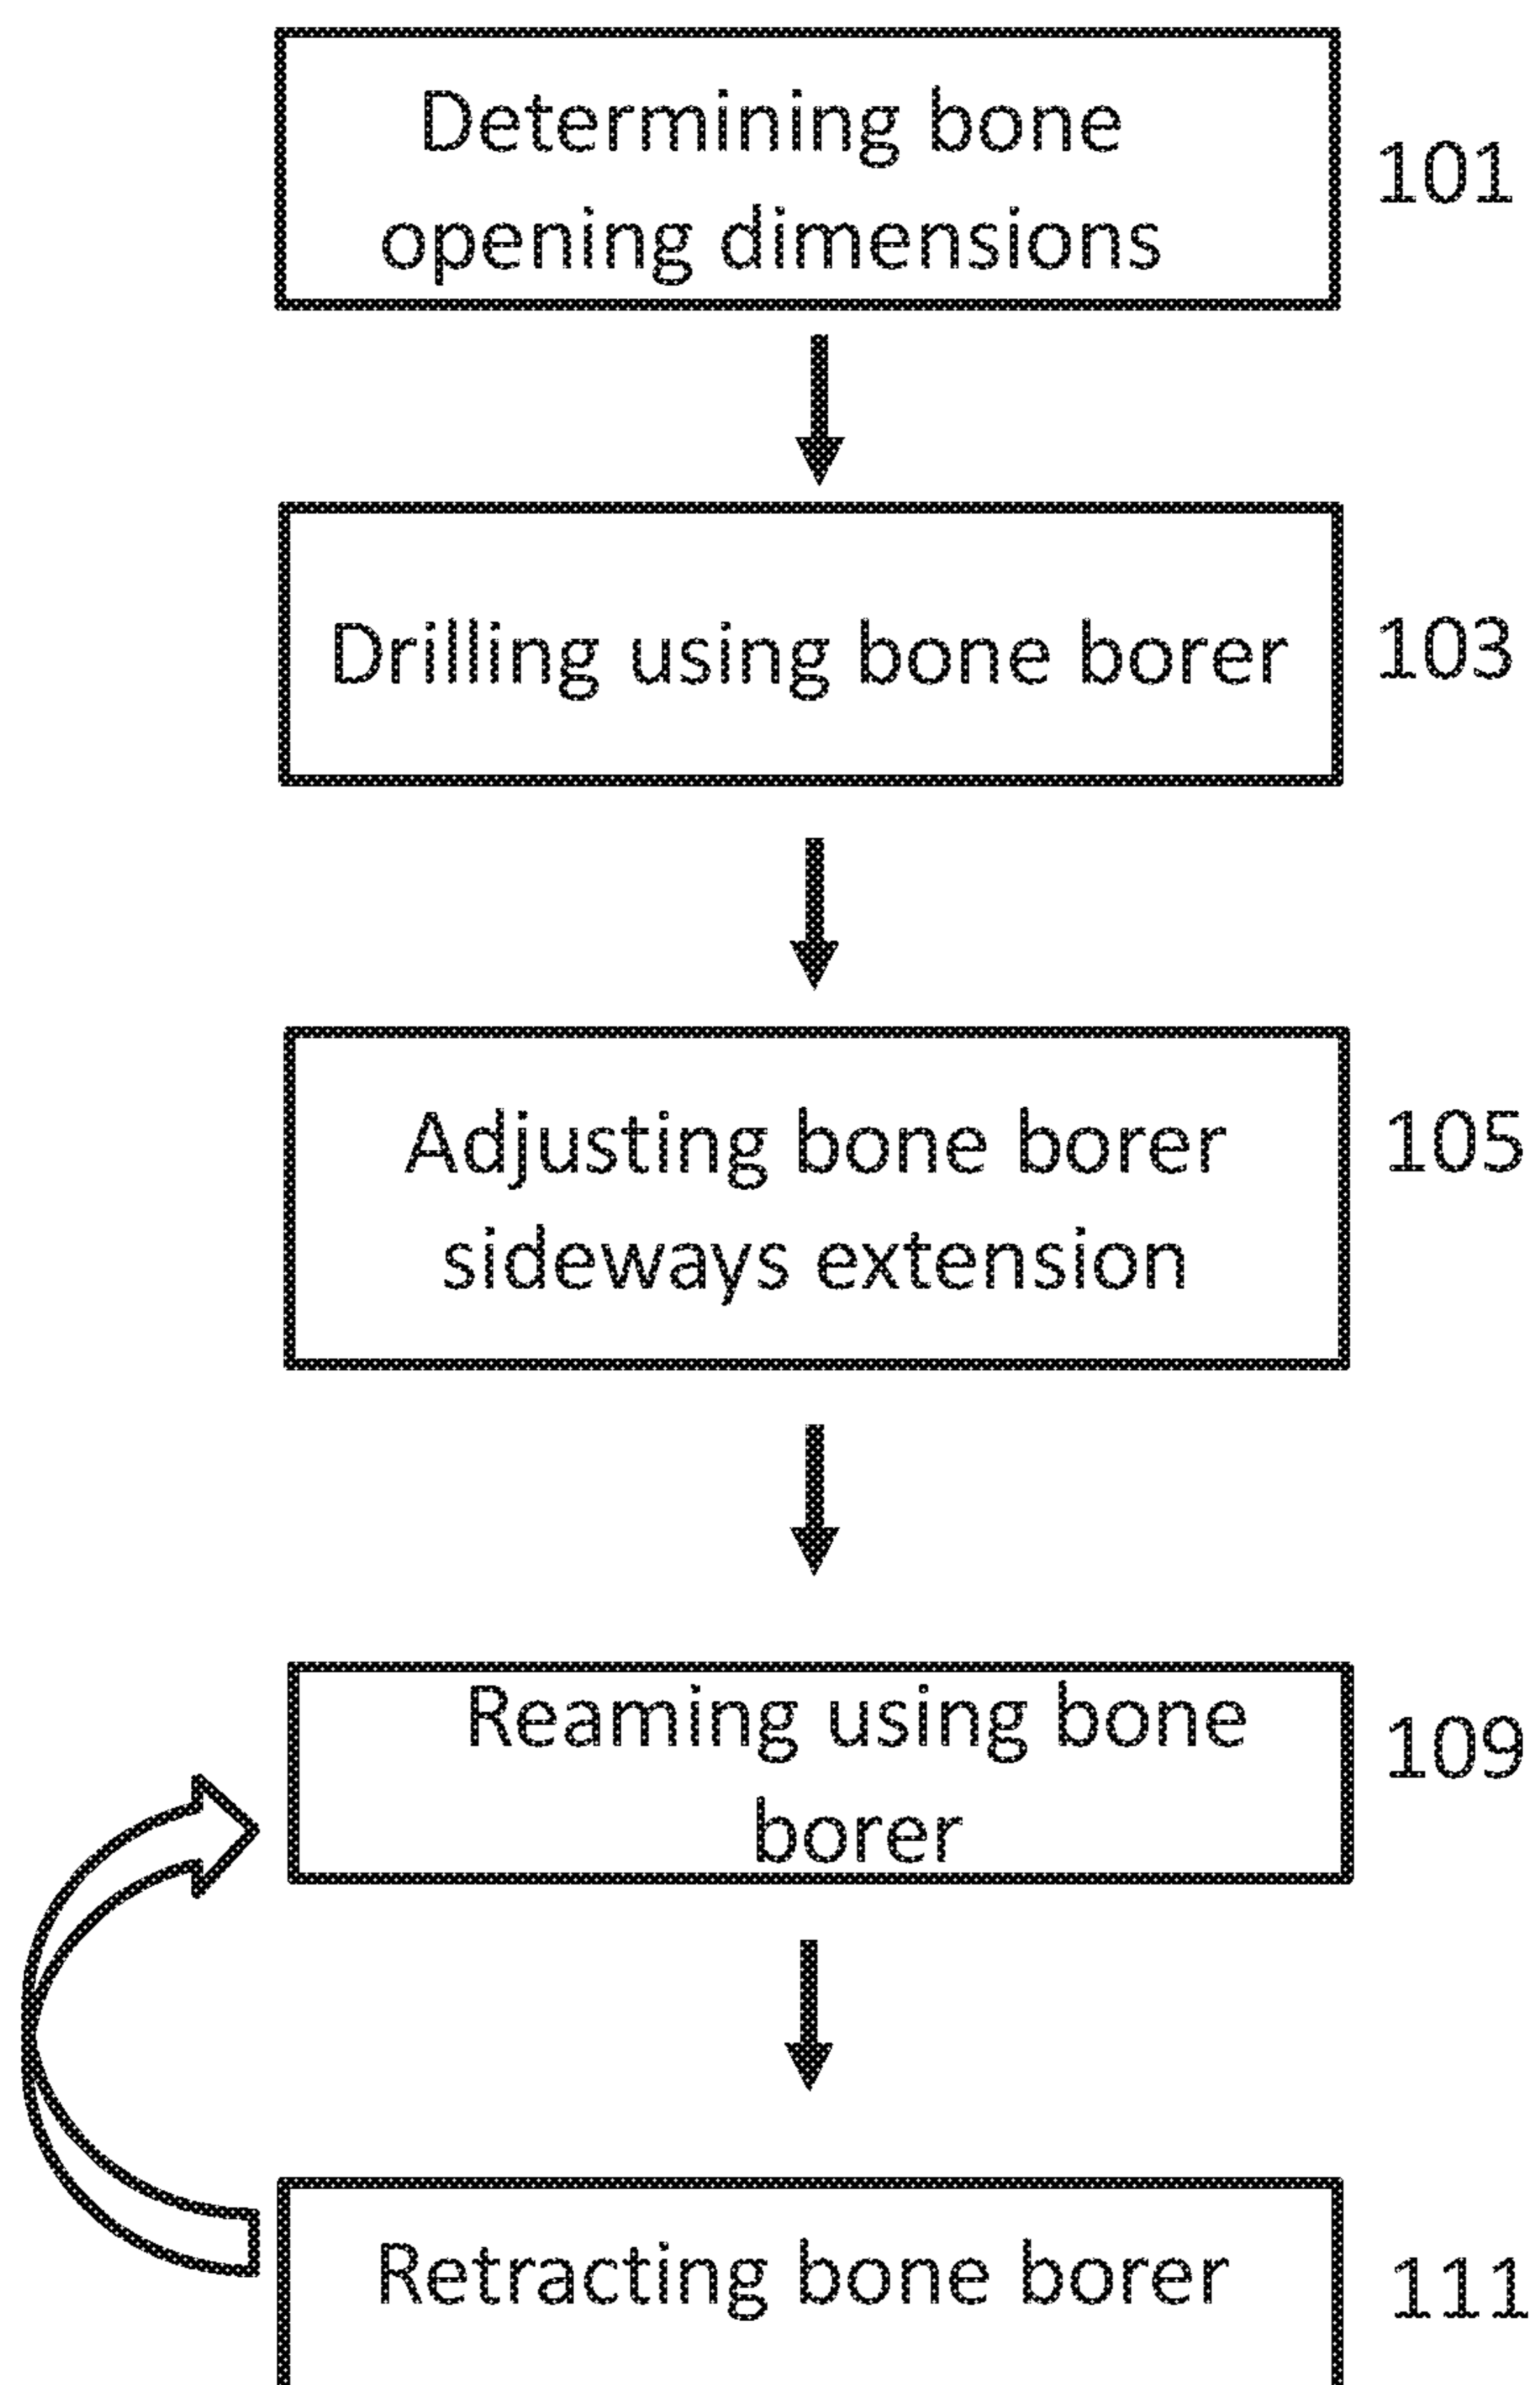 Determining bone
opening dimensions
101
Drilling using bone borer
103
Adjusting bone borer
sideways extension
105
Reaming using bone
borer
109
Retracting bone borer
111